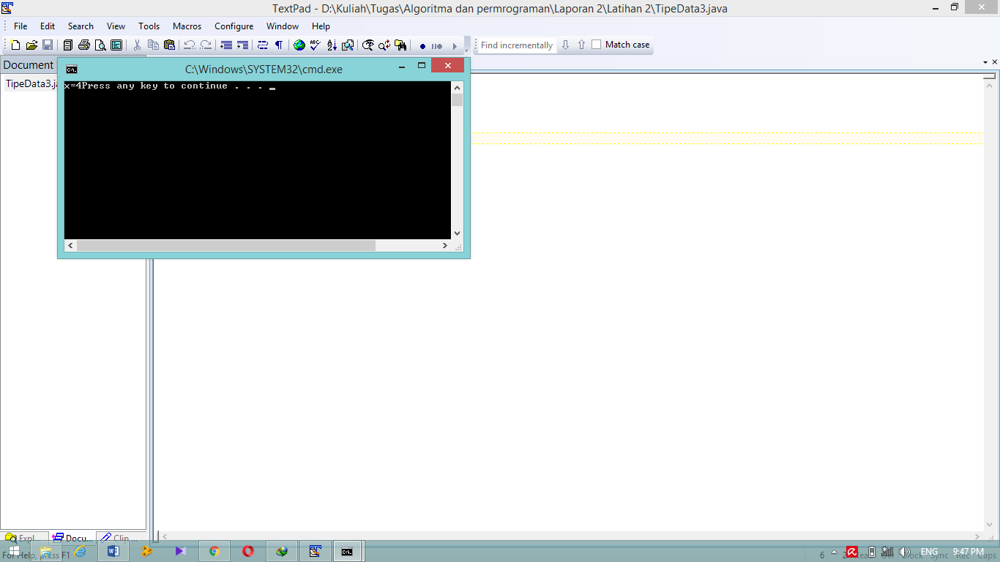 TextPad - D:\Kuliah\Tugas\Algoritma dan permrograman\Laporan 2\Latihan 2\TipeData3.java
File Edit Search View Tools Macros Configure Window Help
Find incrementally Match case
Document
C:\Windows\SYSTEM32\cmd.exe
TipeData3.ja
x=4Press any key to continue . . . _
Expl... Docu... Clip ...
For Help, press F1
6
ENG 9:47 PM
Block Sync Rec Caps